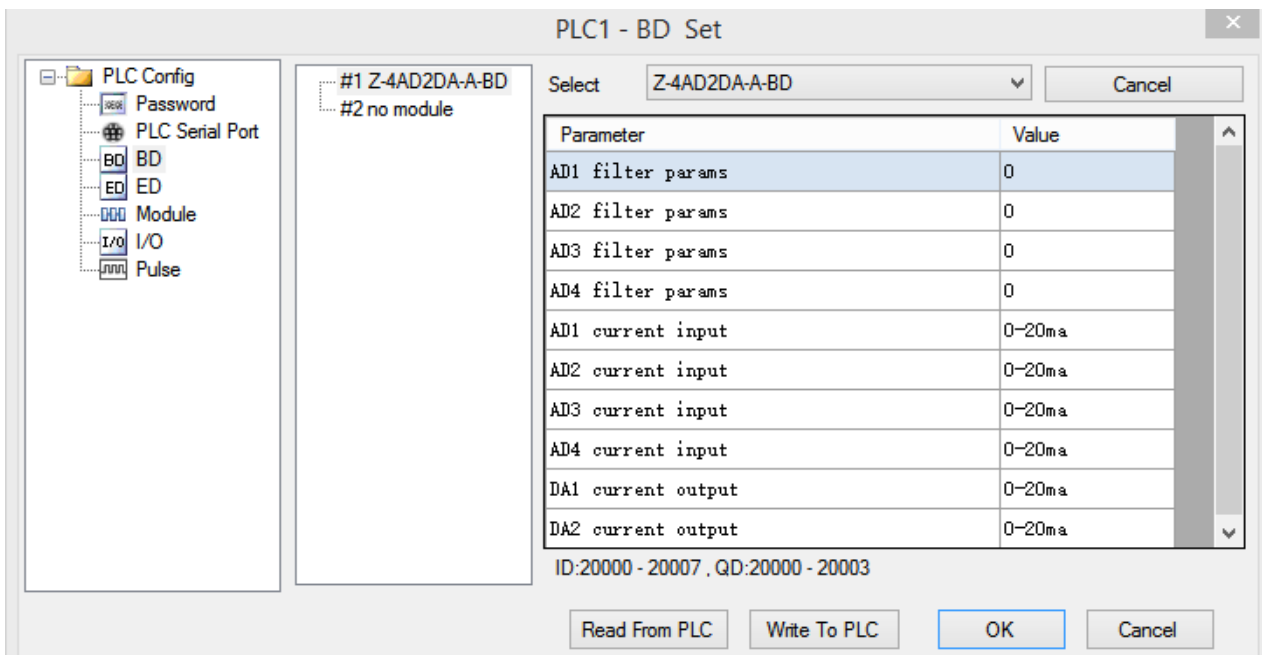 PLC1 - BD Set
PLC Config
Password
PLC Serial Port
BD BD
ED ED
Module
I/O I/O
Pulse
#1 Z-4AD2DA-A-BD
#2 no module
Select Z-4AD2DA-A-BD Cancel
Parameter Value
AD1 filter params 0
AD2 filter params 0
AD3 filter params 0
AD4 filter params 0
AD1 current input 0-20ma
AD2 current input 0-20ma
AD3 current input 0-20ma
AD4 current input 0-20ma
DA1 current output 0-20ma
DA2 current output 0-20ma
ID:20000 - 20007 , QD:20000 - 20003
Read From PLC Write To PLC OK Cancel